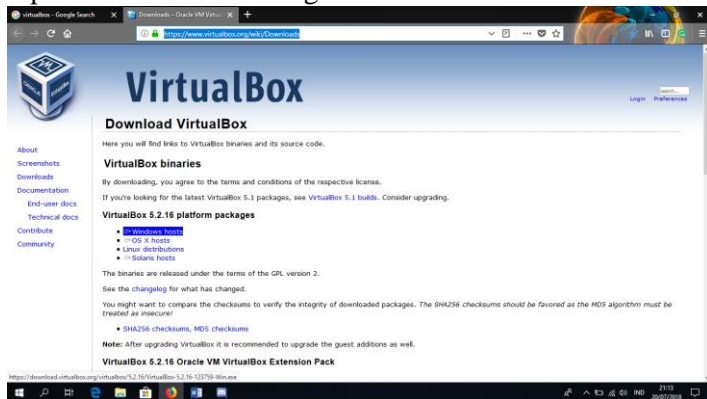 virtualbox - Google Search
Downloads – Oracle VM Virtual
https://www.virtualbox.org/wiki/Downloads
VirtualBox
search...
Login Preferences
Download VirtualBox
Here you will find links to VirtualBox binaries and its source code.
About
Screenshots
Downloads
Documentation
End-user docs
Technical docs
Contribute
Community
VirtualBox binaries
By downloading, you agree to the terms and conditions of the respective license.
If you're looking for the latest VirtualBox 5.1 packages, see VirtualBox 5.1 builds. Consider upgrading.
VirtualBox 5.2.16 platform packages
Windows hosts
OS X hosts
Linux distributions
Solaris hosts
The binaries are released under the terms of the GPL version 2.
See the changelog for what has changed.
You might want to compare the checksums to verify the integrity of downloaded packages. The SHA256 checksums should be favored as the MD5 algorithm must be
treated as insecure!
SHA256 checksums, MD5 checksums
Note: After upgrading VirtualBox it is recommended to upgrade the guest additions as well.
VirtualBox 5.2.16 Oracle VM VirtualBox Extension Pack
https://download.virtualbox.org/virtualbox/5.2.16/VirtualBox-5.2.16-123759-Win.exe
IND
21:13
20/07/2018